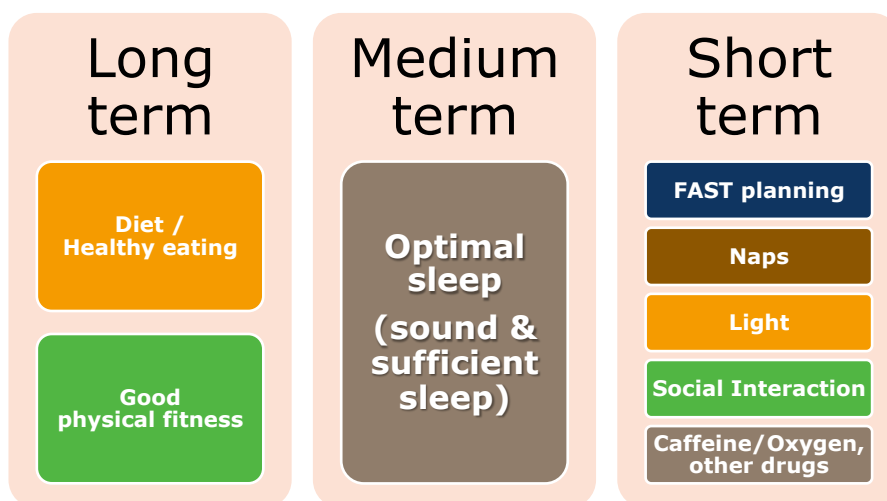 Long
term
Diet /
Healthy eating
Good
physical fitness
Medium
term
Optimal
sleep
(sound &
sufficient
sleep)
Short
term
FAST planning
Naps
Light
Social Interaction
Caffeine/Oxygen,
other drugs